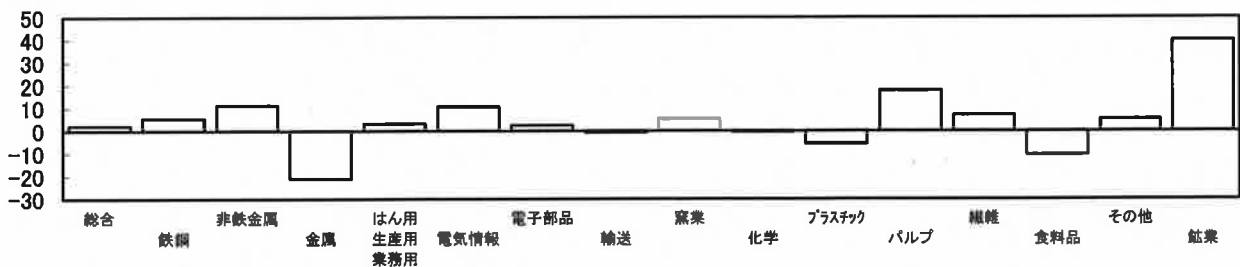 50
40
30
20
10
0
-10
-20
-30
総合
鉄鋼
非鉄金属
金属
はん用
生産用
業務用
電気情報
電子部品
輸送
窯業
化学
プラスチック
パルプ
繊維
食料品
その他
鉱業